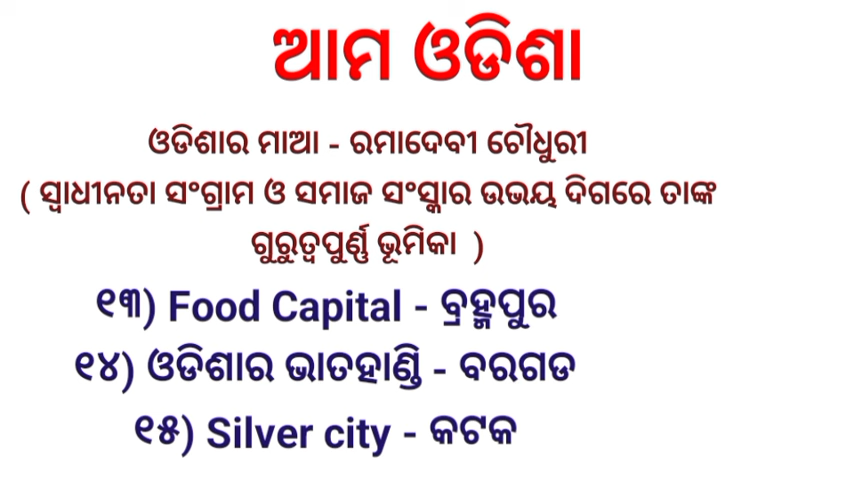 ଆମ ଓଡିଶା
ଓଡିଶାର ମାଆ - ରମାଦେବୀ ଚୌଧୁରୀ
( ସ୍ୱାଧୀନତା ସଂଗ୍ରାମ ଓ ସମାଜ ସଂସ୍କାର ଉଭୟ ଦିଗରେ ତାଙ୍କ
ଗୁରୁତ୍ୱପୁର୍ଣ୍ଣ ଭୂମିକା )
୧୩) Food Capital - ବ୍ରହ୍ମପୁର
୧୪) ଓଡିଶାର ଭାତହାଣ୍ଡି - ବରଗଡ
୧୫) Silver city - କଟକ